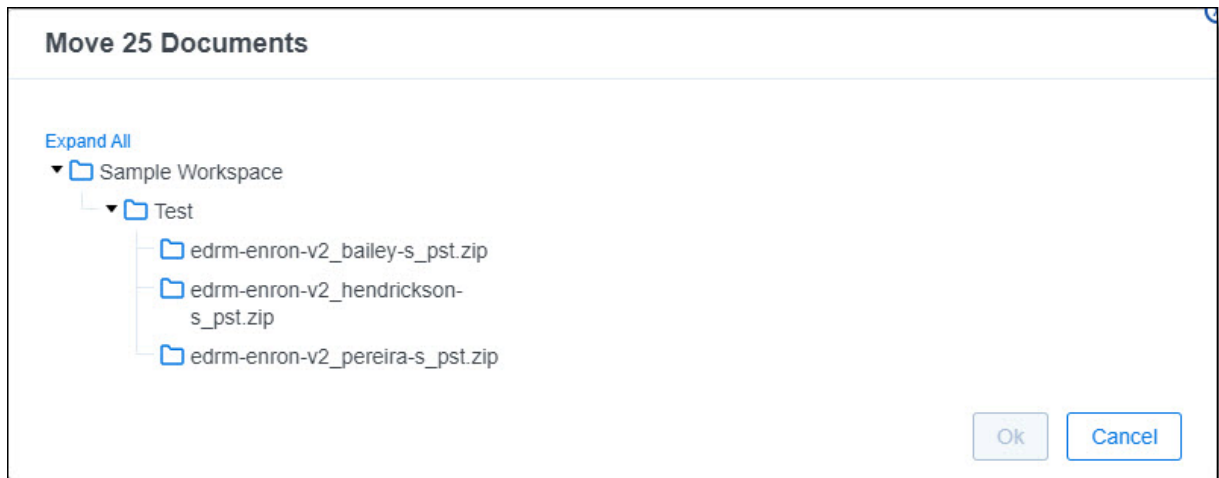 Move 25 Documents
Expand All
Sample Workspace
Test
edrm-enron-v2_bailey-s_pst.zip
edrm-enron-v2_hendrickson-
s_pst.zip
edrm-enron-v2_pereira-s_pst.zip
Ok
Cancel